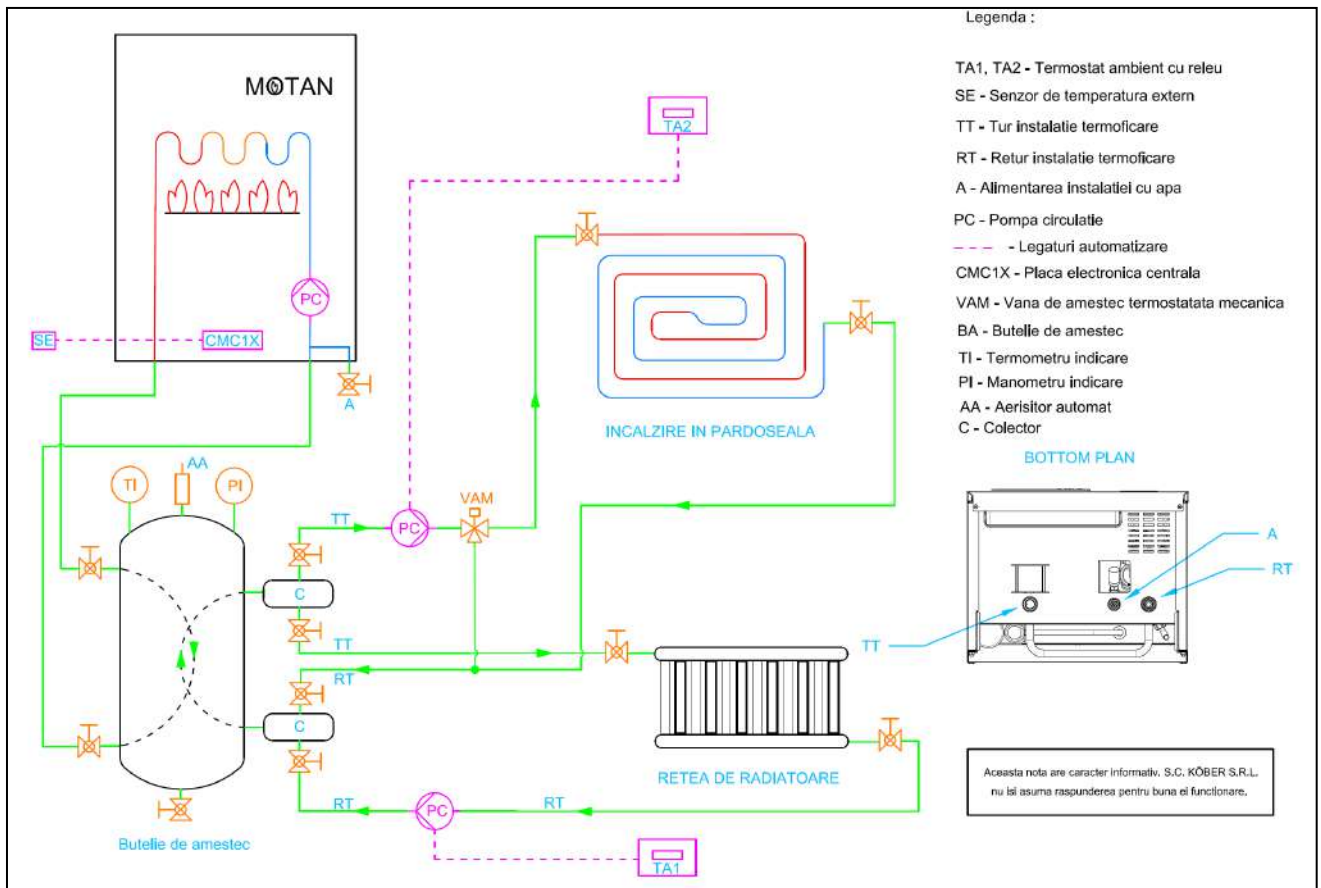 Legenda :
TA1, TA2 - Termostat ambient cu releu
SE - Senzor de temperatura extern
TT - Tur instalatie termoficare
RT - Retur instalatie termoficare
A - Alimentarea instalatiei cu apa
PC - Pompa circulatie
- Legaturi automatizare
CMC1X - Placa electronica centrala
VAM - Vana de amestec termostatata mecanica
BA - Butelie de amestec
TI - Termometru indicare
PI - Manometru indicare
AA - Aerisitor automat
C - Colector
BOTTOM PLAN
A
RT
TT
Aceasta nota are caracter informativ. S.C. KÖBER S.R.L.
nu isi asuma raspunderea pentru buna ei functionare.
MOTAN
PC
SE
CMC1X
A
TA2
INCALZIRE IN PARDOSEALA
TI
AA
PI
TT
PC
VAM
C
TT
RT
C
RETEA DE RADIATOARE
RT
PC
RT
TA1
Butelie de amestec